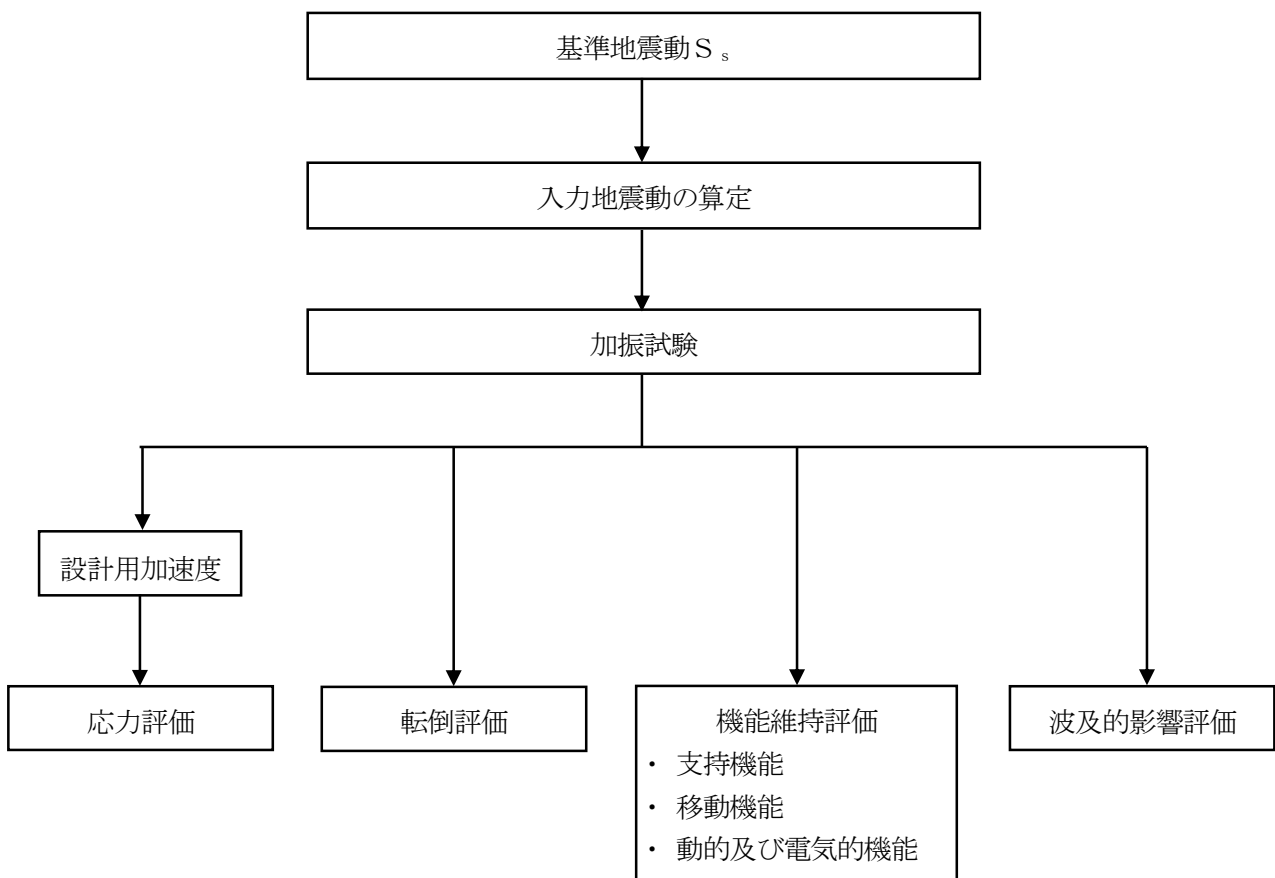 基準地震動Ｓｓ
入力地震動の算定
加振試験
設計用加速度
応力評価
転倒評価
機能維持評価
・ 支持機能
・ 移動機能
・ 動的及び電気的機能
波及的影響評価